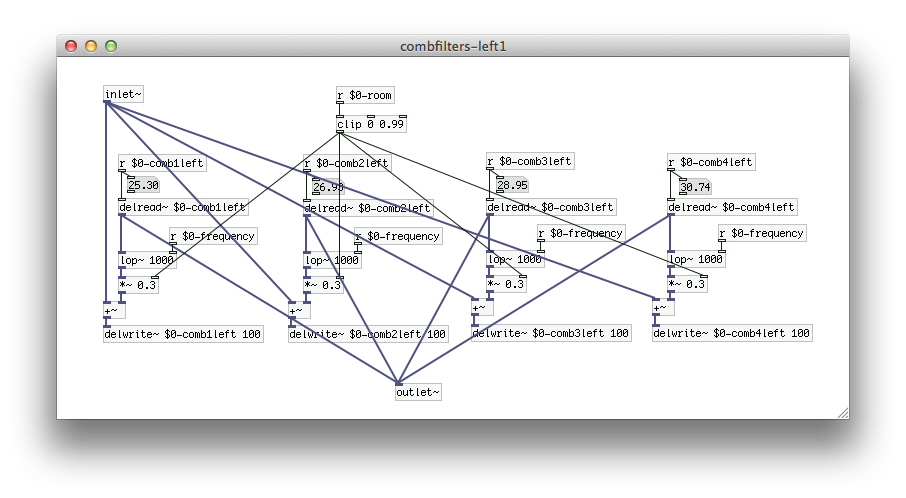 combfilters-left1
inlet~
r $0-room
clip 0 0.99
r $0-comb1left
r $0-comb2left
r $0-comb3left
r $0-comb4left
25.30
26.93
28.95
30.74
delread~ $0-comb1left
delread~ $0-comb2left
delread~ $0-comb3left
delread~ $0-comb4left
r $0-frequency
r $0-frequency
r $0-frequency
r $0-frequency
lop~ 1000
lop~ 1000
lop~ 1000
lop~ 1000
*~ 0.3
*~ 0.3
*~ 0.3
*~ 0.3
+~
+~
+~
+~
delwrite~ $0-comb1left 100
delwrite~ $0-comb2left 100
delwrite~ $0-comb3left 100
delwrite~ $0-comb4left 100
outlet~